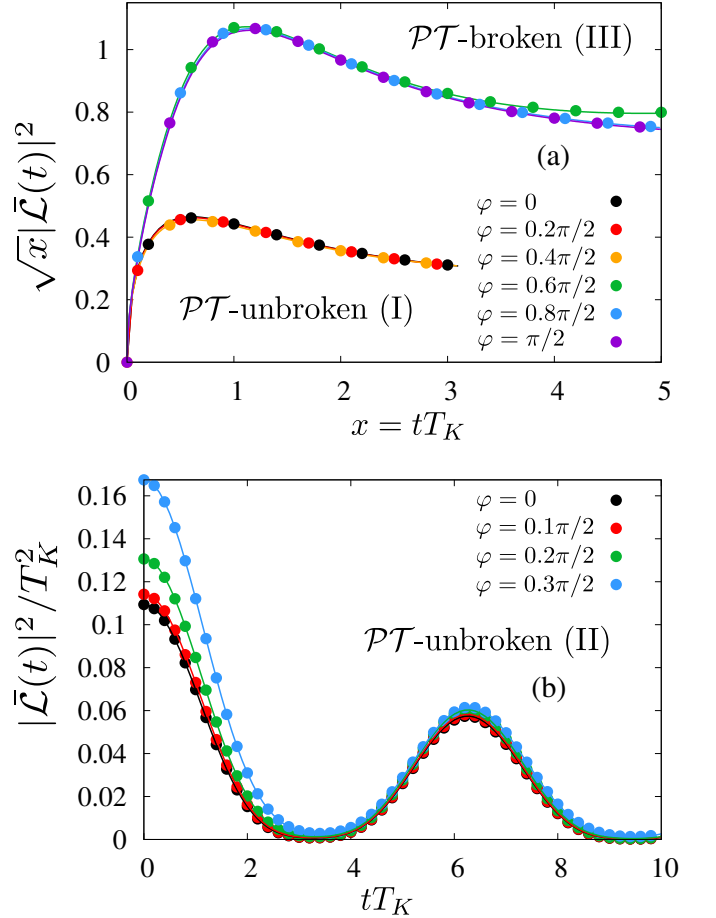 𝒫𝒯-broken (III)
(a)
φ = 0
φ = 0.2π/2
φ = 0.4π/2
φ = 0.6π/2
φ = 0.8π/2
φ = π/2
𝒫𝒯-unbroken (I)
1
0.8
0.6
0.4
0.2
0
√x|ℒ̄(t)|²
0 1 2 3 4 5
x = tT_K
0.16
0.14
0.12
0.1
0.08
0.06
0.04
0.02
0
|ℒ̄(t)|²/T_K²
φ = 0
φ = 0.1π/2
φ = 0.2π/2
φ = 0.3π/2
𝒫𝒯-unbroken (II)
(b)
0 2 4 6 8 10
tT_K